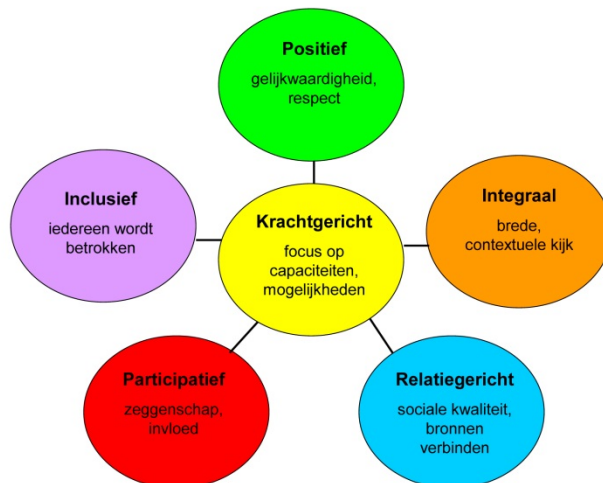 Positief
gelijkwaardigheid,
respect
Inclusief
iedereen wordt
betrokken
Krachtgericht
focus op
capaciteiten,
mogelijkheden
Integraal
brede,
contextuele kijk
Participatief
zeggenschap,
invloed
Relatiegericht
sociale kwaliteit,
bronnen
verbinden